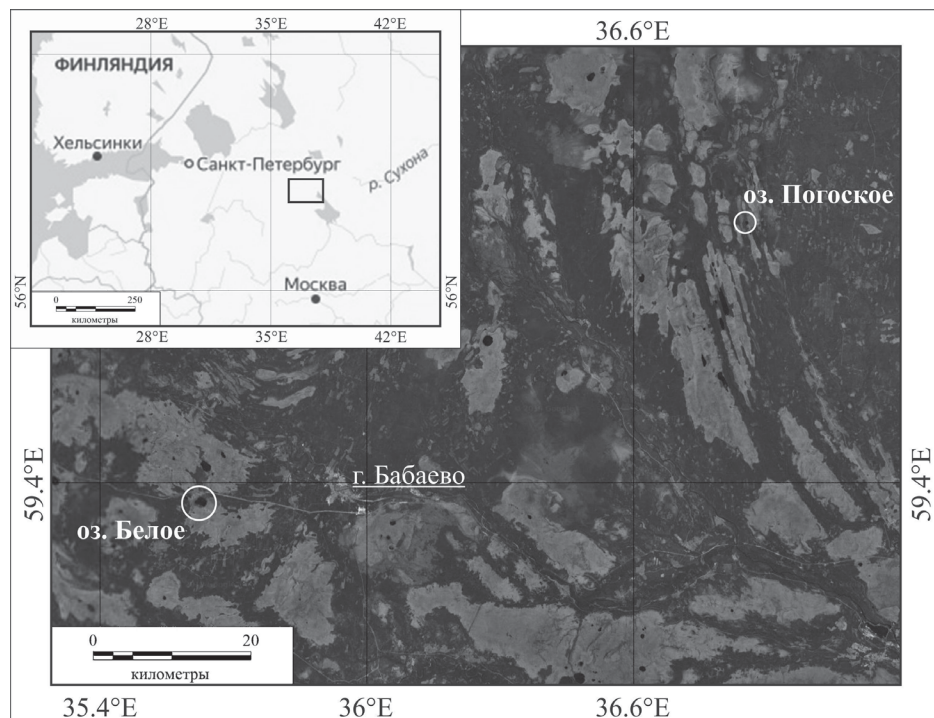 28°E 35°E 42°E
36.6°E
ФИНЛЯНДИЯ
Хельсинки
Санкт-Петербург
р. Сухона
оз. Погоское
Москва
56°N
56°N
0 250
километры
28°E 35°E 42°E
59.4°E
г. Бабаево
59.4°E
оз. Белое
0 20
километры
35.4°E 36°E 36.6°E